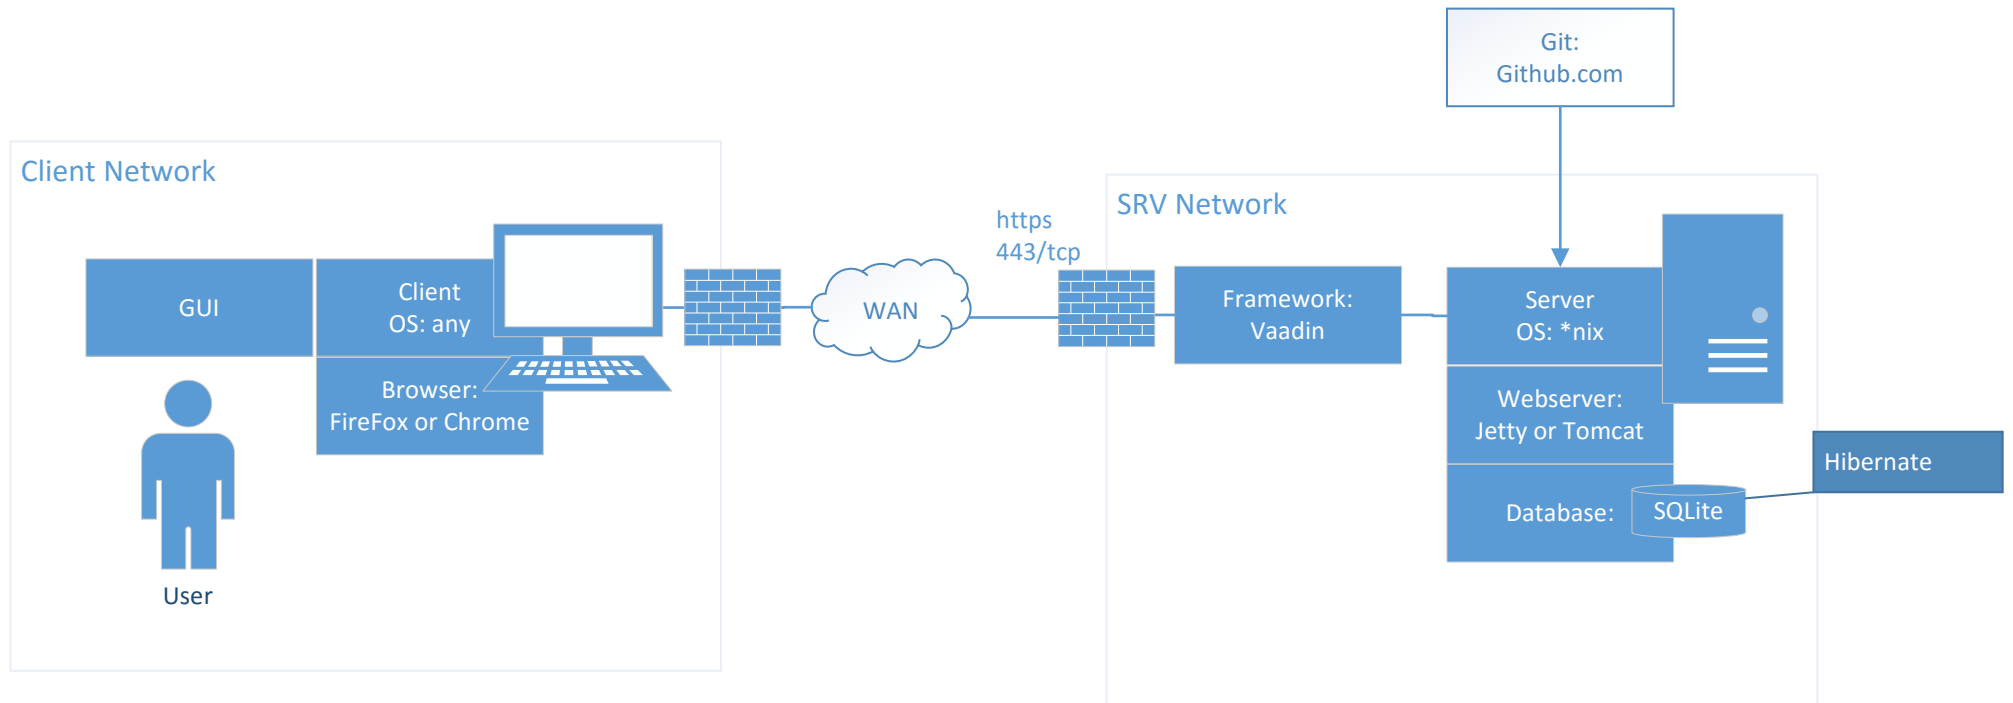 Git:
Github.com
Client Network
SRV Network
https
443/tcp
GUI
Client
OS: any
Browser:
FireFox or Chrome
User
WAN
Framework:
Vaadin
Server
OS: *nix
Webserver:
Jetty or Tomcat
Database:
SQLite
Hibernate